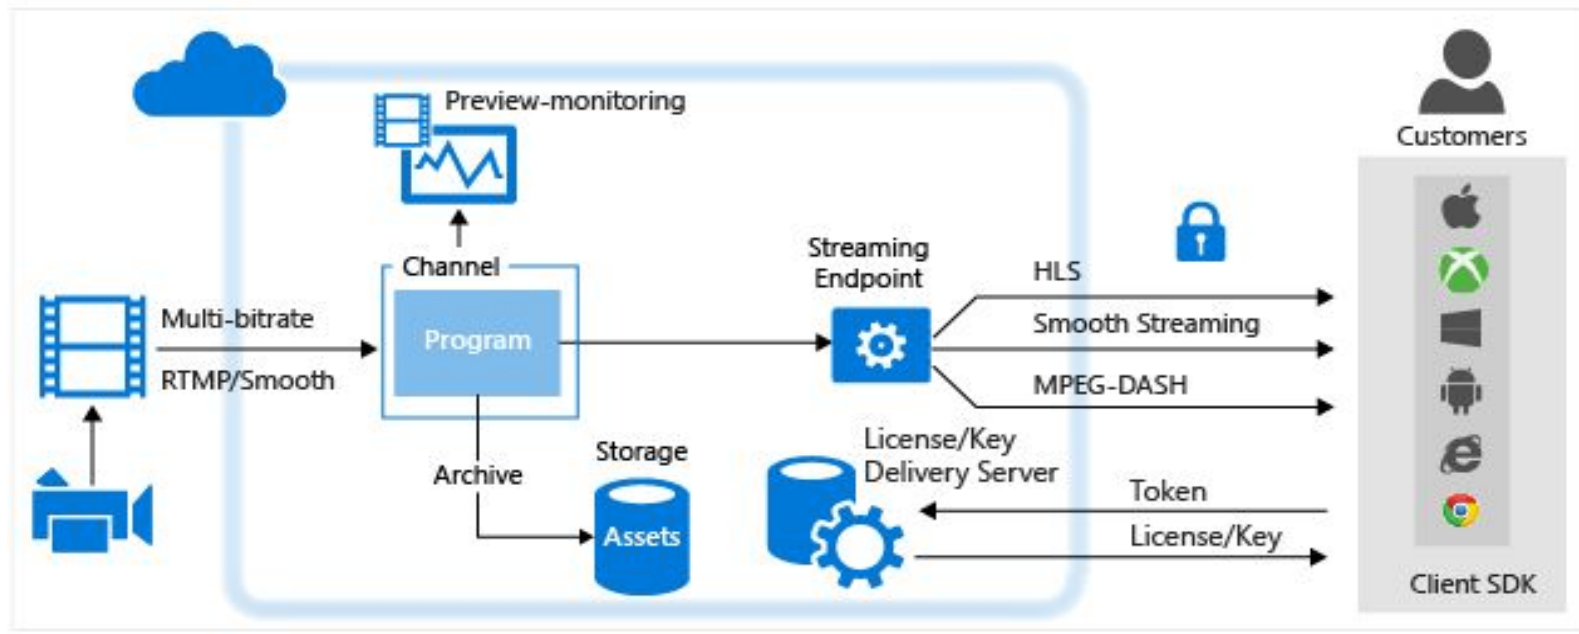 Preview-monitoring
Customers
Channel
Streaming
Endpoint
HLS
Multi-bitrate
Program
Smooth Streaming
RTMP/Smooth
MPEG-DASH
License/Key
Delivery Server
Storage
Archive
Token
Assets
License/Key
Client SDK